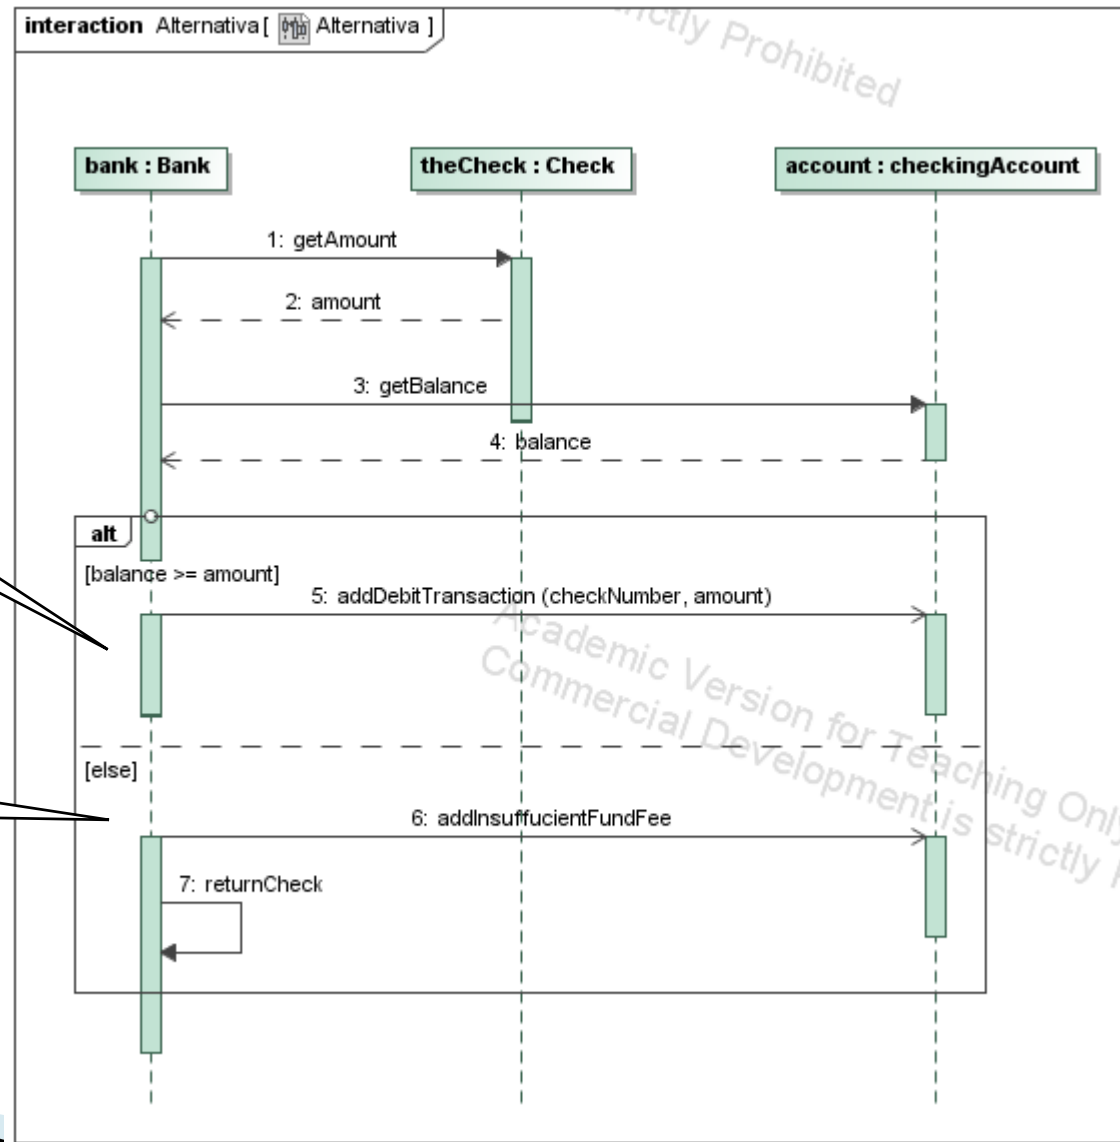 interaction Alternativa [ Alternativa ]
strictly Prohibited
bank : Bank
theCheck : Check
account : checkingAccount
1: getAmount
2: amount
3: getBalance
4: balance
alt
[balance >= amount]
5: addDebitTransaction (checkNumber, amount)
Academic Version for Teaching Only
Commercial Development is strictly
[else]
6: addInsuffucientFundFee
7: returnCheck